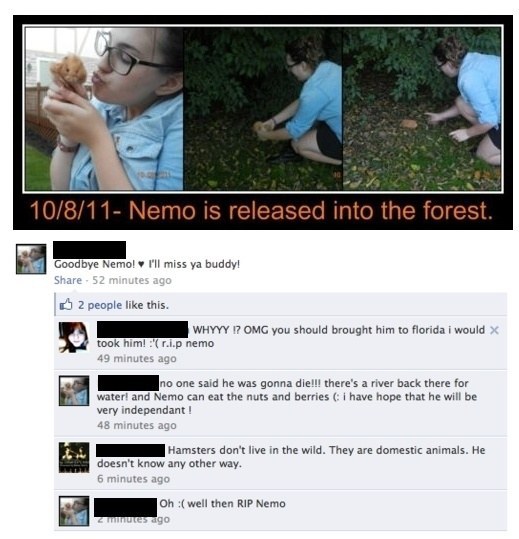 10/8/11- Nemo is released into the forest.
Goodbye Nemo! ♥ I'll miss ya buddy!
Share · 52 minutes ago
2 people like this.
WHYYY !? OMG you should brought him to florida i would
took him! :'( r.i.p nemo
49 minutes ago
no one said he was gonna die!!! there's a river back there for
water! and Nemo can eat the nuts and berries (: i have hope that he will be
very independant !
48 minutes ago
Hamsters don't live in the wild. They are domestic animals. He
doesn't know any other way.
6 minutes ago
Oh :( well then RIP Nemo
2 minutes ago